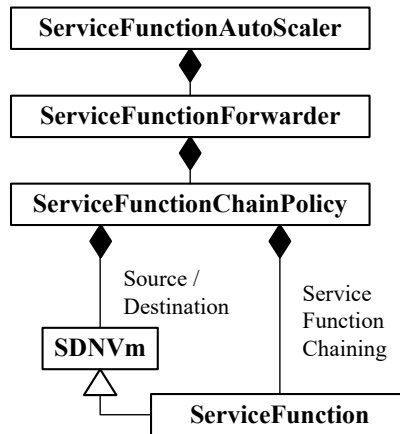 ServiceFunctionAutoScaler
ServiceFunctionForwarder
ServiceFunctionChainPolicy
Source /
Destination
Service
Function
Chaining
SDNVm
ServiceFunction